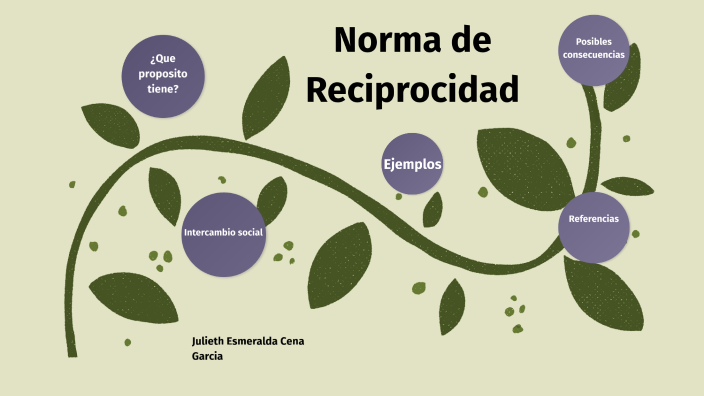 Norma de
Reciprocidad
¿Que
proposito
tiene?
Posibles
consecuencias
Ejemplos
Intercambio social
Referencias
Julieth Esmeralda Cena
Garcia